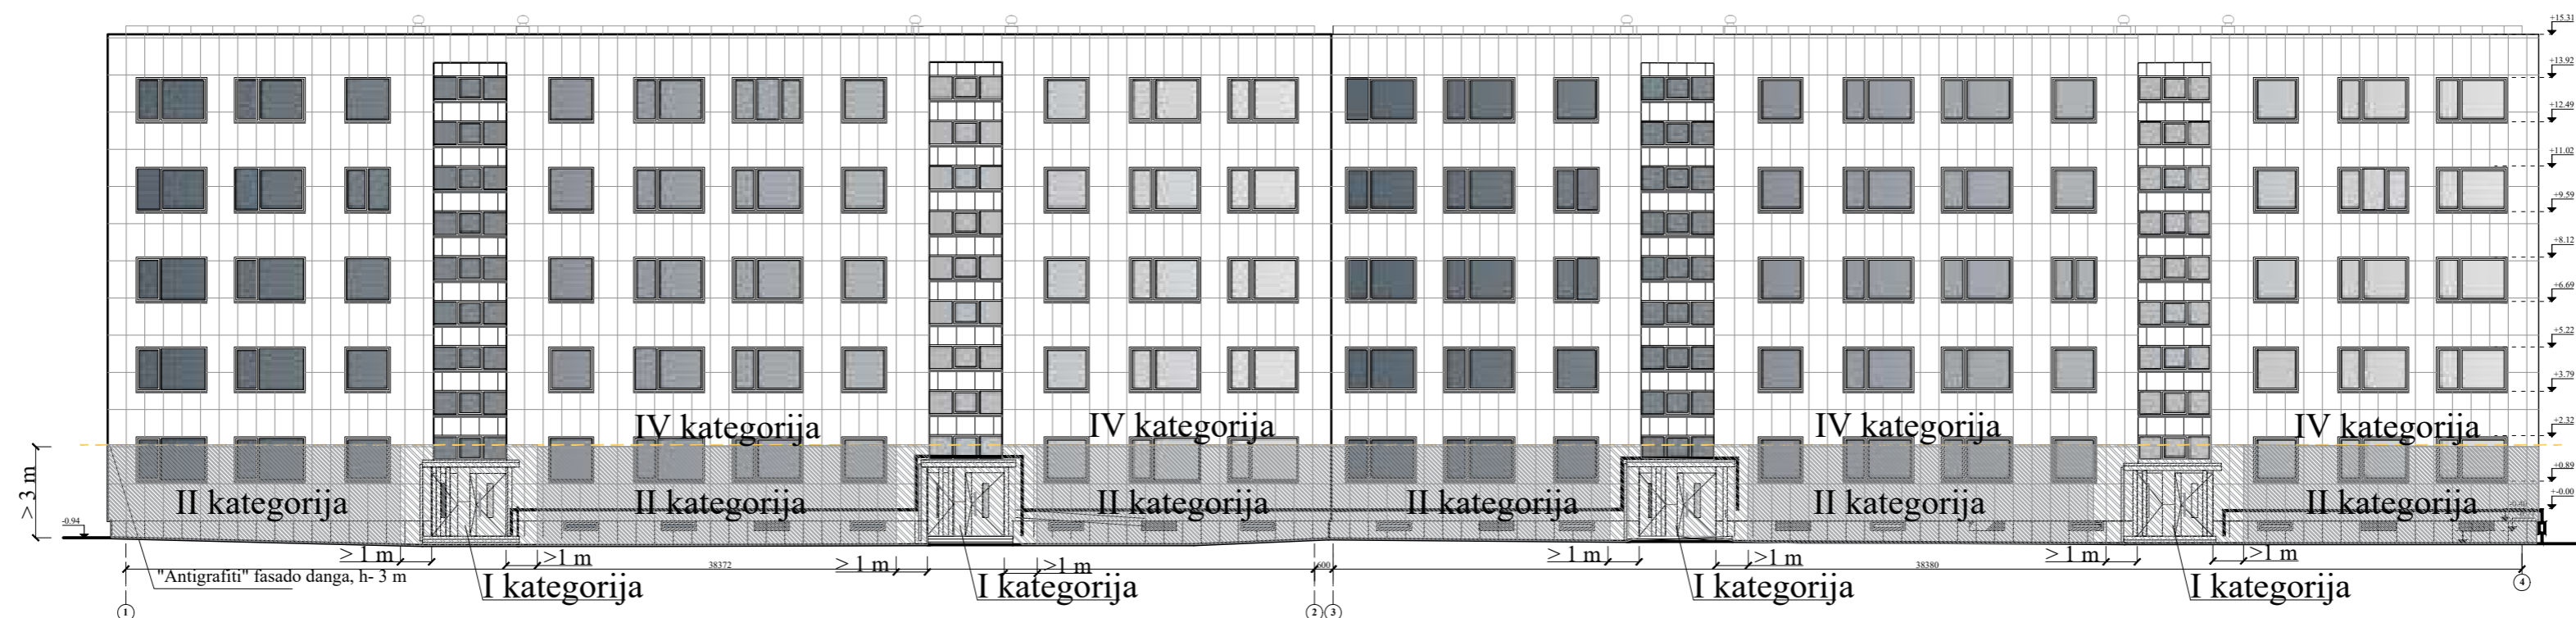 +15.31
+13.92
+12.49
+11.02
+9.59
+8.12
+6.69
+5.22
+3.79
IV kategorija
IV kategorija
IV kategorija
IV kategorija
+2.32
+0.89
> 3 m
II kategorija
II kategorija
II kategorija
II kategorija
II kategorija
II kategorija
+-0.00
-0.94
> 1 m
>1 m
> 1 m
>1 m
> 1 m
>1 m
> 1 m
>1 m
38372
600
38380
"Antigrafiti" fasado danga, h- 3 m
I kategorija
I kategorija
I kategorija
I kategorija
1
2
3
4